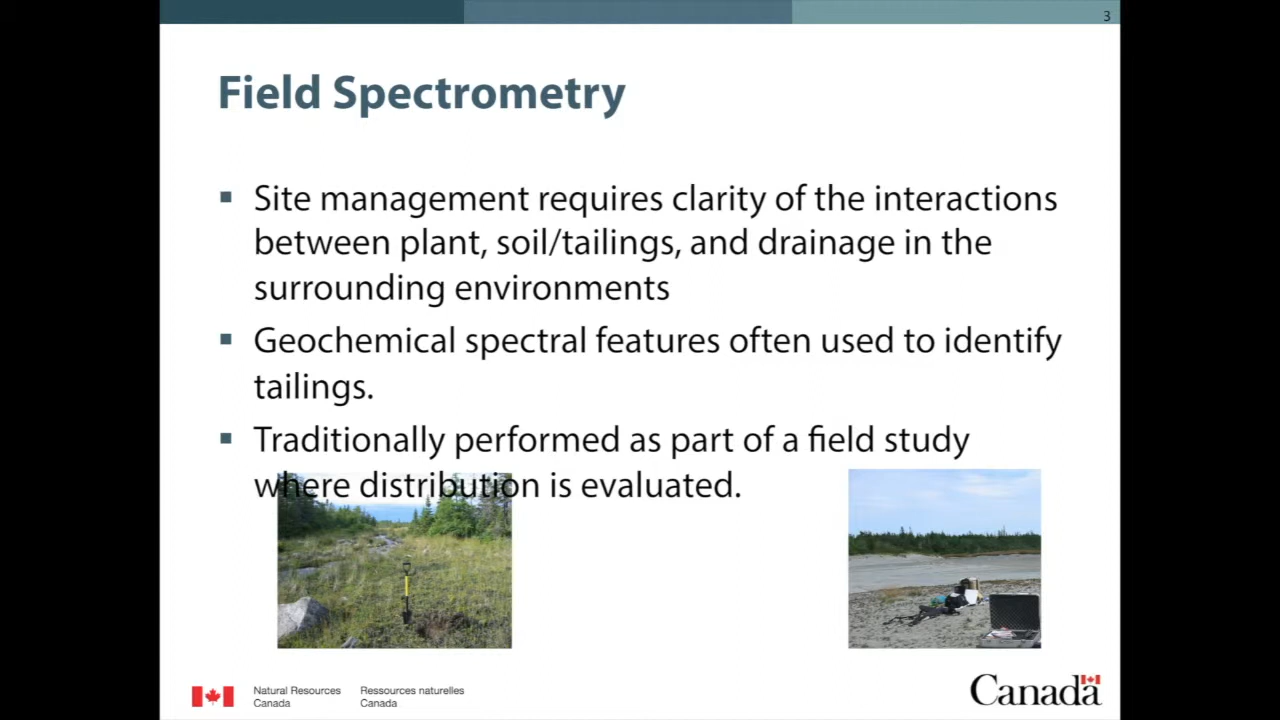 3
Field Spectrometry
▪ Site management requires clarity of the interactions
between plant, soil/tailings, and drainage in the
surrounding environments
▪ Geochemical spectral features often used to identify
tailings.
▪ Traditionally performed as part of a field study
where distribution is evaluated.
Natural Resources
Canada
Ressources naturelles
Canada
Canada